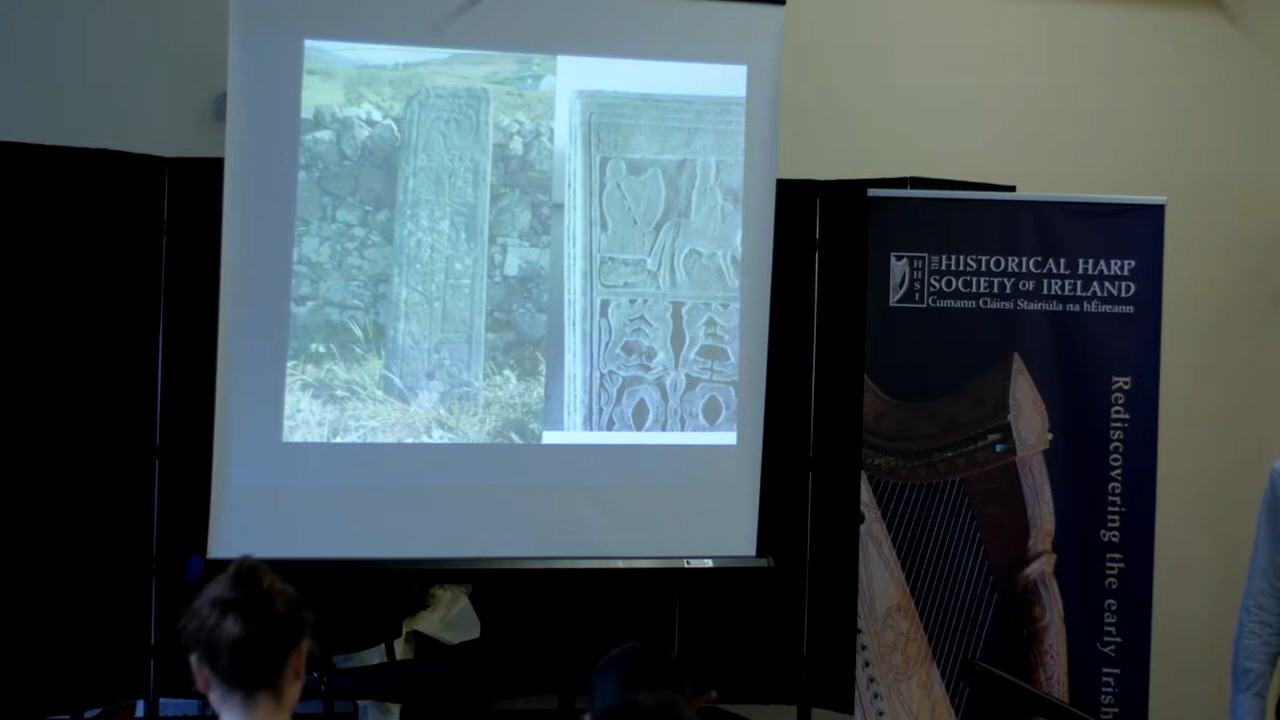 HHSI
THE HISTORICAL HARP
SOCIETY OF IRELAND
Cumann Cláirsí Stairiúla na hÉireann
Rediscovering the early Irish